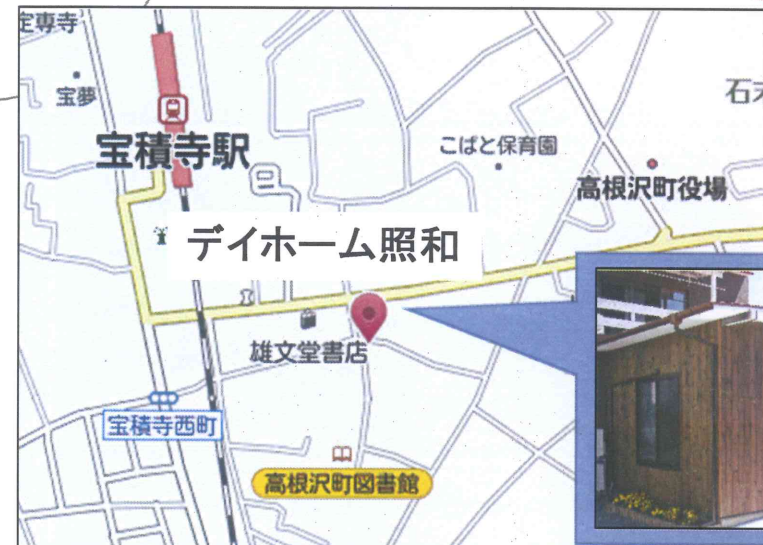 定専寺
宝夢
宝積寺駅
こばと保育園
石末
高根沢町役場
デイホーム照和
雄文堂書店
宝積寺西町
高根沢町図書館